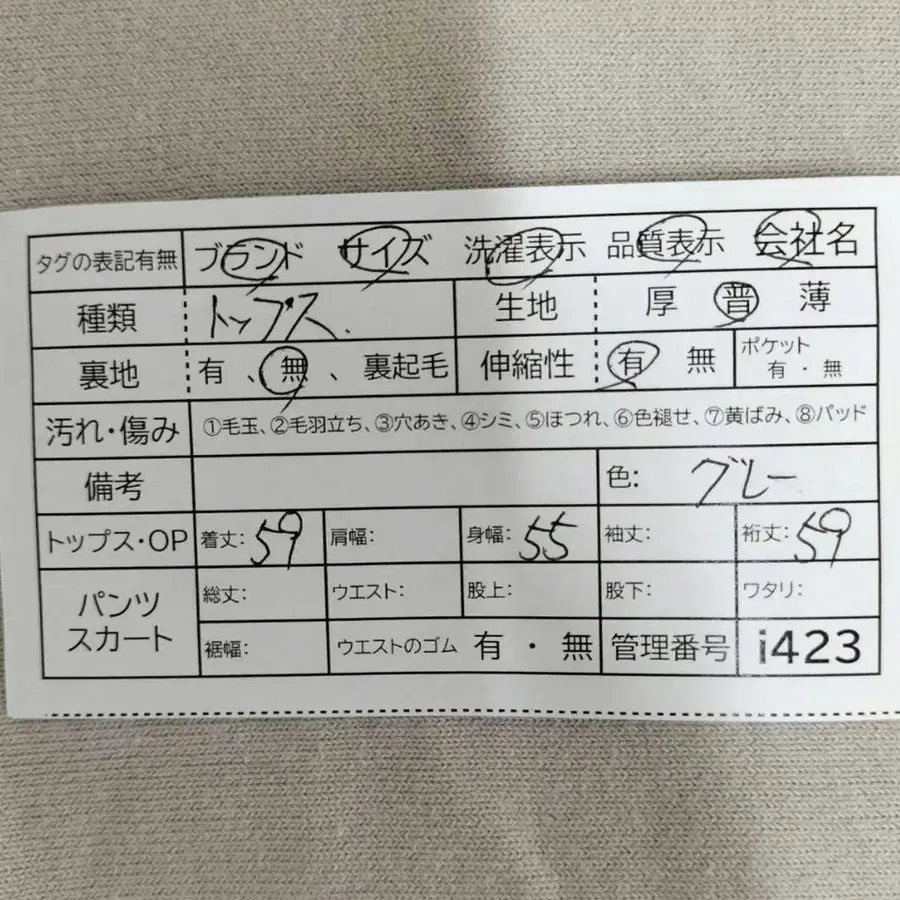 タグの表記有無 ブランド サイズ 洗濯表示 品質表示 会社名
種類 トップス. 生地 厚 普 薄
裏地 有、無、裏起毛 伸縮性 有 無 ポケット 有・無
汚れ・傷み ①毛玉、②毛羽立ち、③穴あき、④シミ、⑤ほつれ、⑥色褪せ、⑦黄ばみ、⑧パッド
備考 色: グレー
トップス・OP 着丈: 59 肩幅: 身幅: 55 袖丈: 裄丈: 59
パンツ スカート 総丈: ウエスト: 股上: 股下: ワタリ:
裾幅: ウエストのゴム 有・無 管理番号 i423